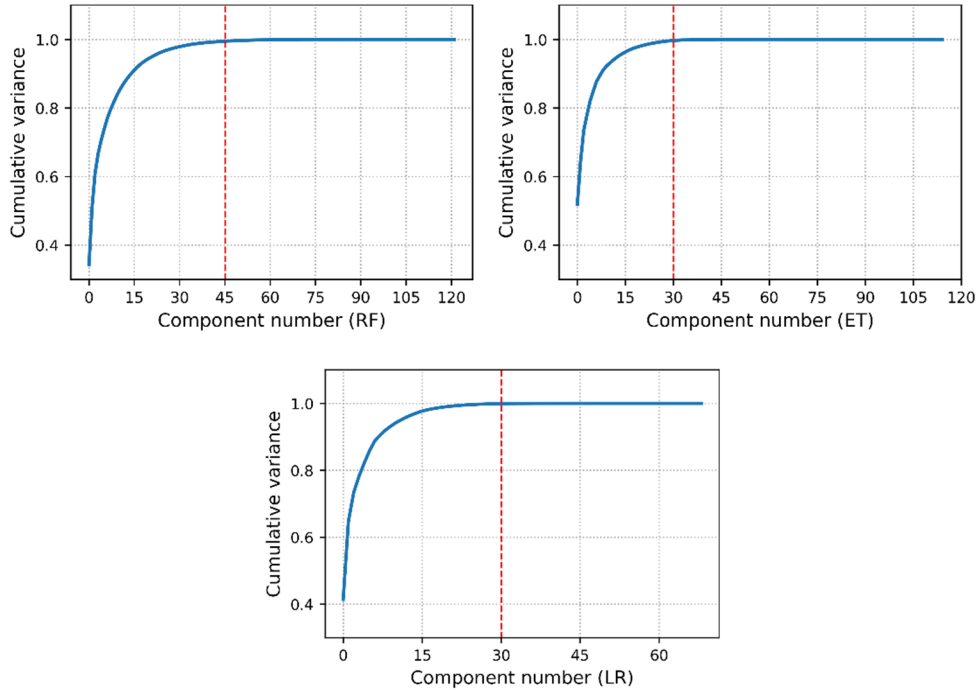 Cumulative variance
1.0
0.8
0.6
0.4
0 15 30 45 60 75 90 105 120
Component number (RF)
Cumulative variance
1.0
0.8
0.6
0.4
0 15 30 45 60 75 90 105 120
Component number (ET)
Cumulative variance
1.0
0.8
0.6
0.4
0 15 30 45 60
Component number (LR)